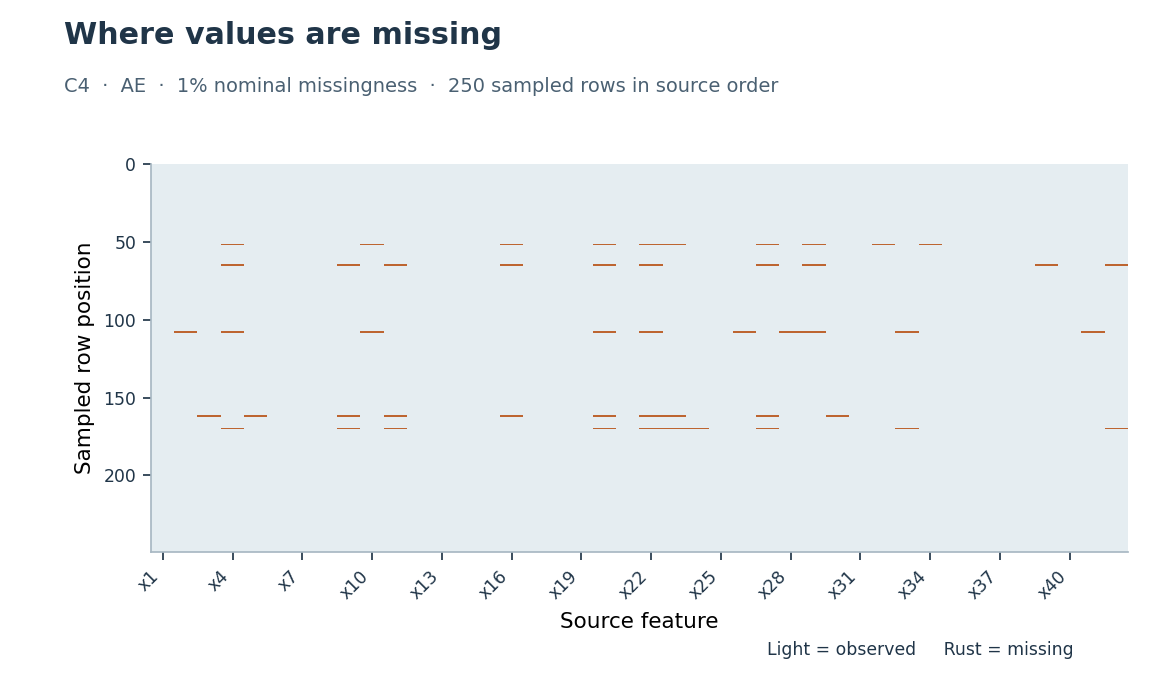 Where values are missing
C4 · AE · 1% nominal missingness · 250 sampled rows in source order
0
50
100
150
200
Sampled row position
x1 x4 x7 x10 x13 x16 x19 x22 x25 x28 x31 x34 x37 x40
Source feature
Light = observed Rust = missing